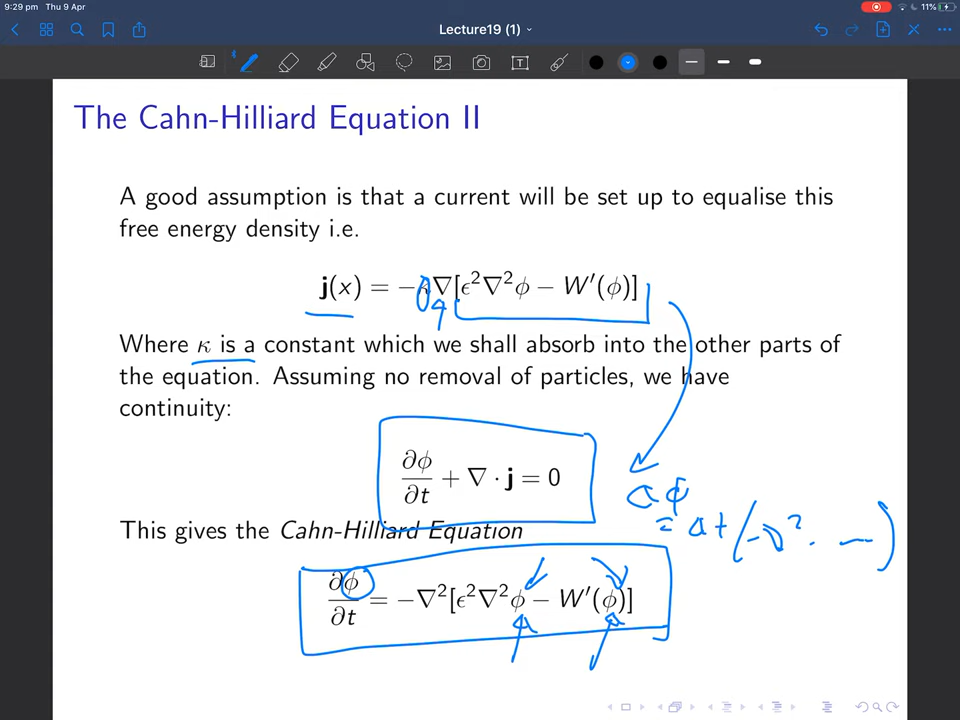 9:29 pm Thu 9 Apr
11%
Lecture19 (1)
The Cahn-Hilliard Equation II
A good assumption is that a current will be set up to equalise this
free energy density i.e.
j(x) = −κ∇[ϵ²∇²ϕ − W′(ϕ)]
Where κ is a constant which we shall absorb into the other parts of
the equation. Assuming no removal of particles, we have
continuity:
∂ϕ/∂t + ∇ · j = 0
This gives the Cahn-Hilliard Equation
∂ϕ/∂t = −∇²[ϵ²∇²ϕ − W′(ϕ)]